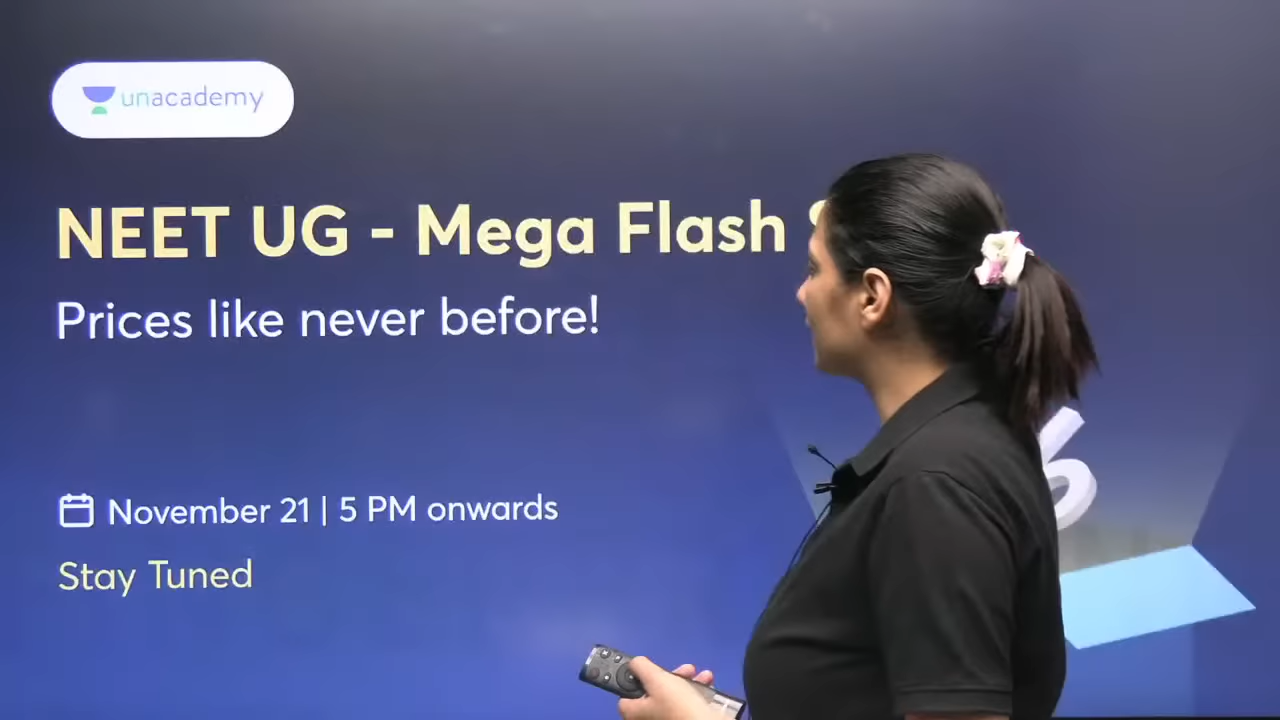 unacademy
NEET UG - Mega Flash
Prices like never before!
November 21 | 5 PM onwards
Stay Tuned